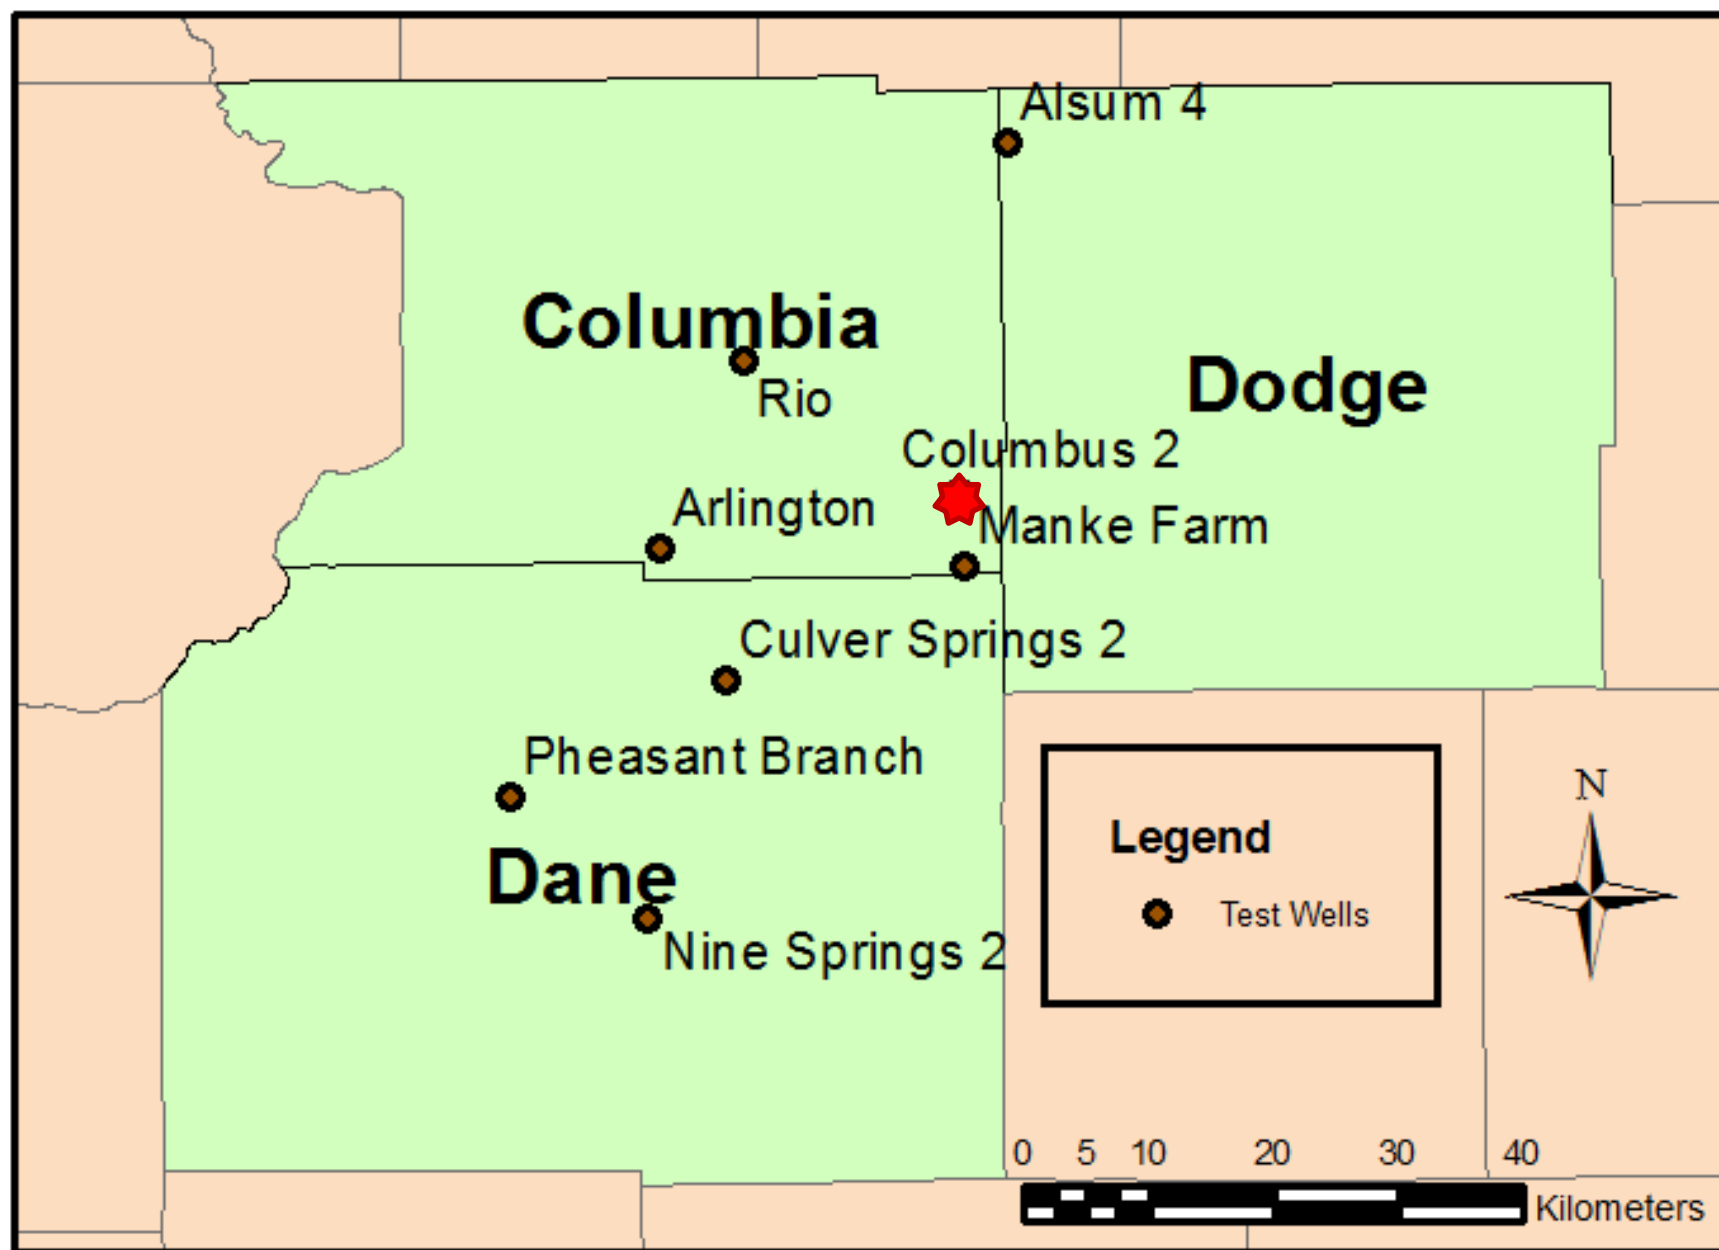 Alsum 4
Columbia
Rio
Dodge
Columbus 2
Arlington
Manke Farm
Culver Springs 2
Pheasant Branch
Dane
Nine Springs 2
Legend
Test Wells
N
0 5 10 20 30 40
Kilometers